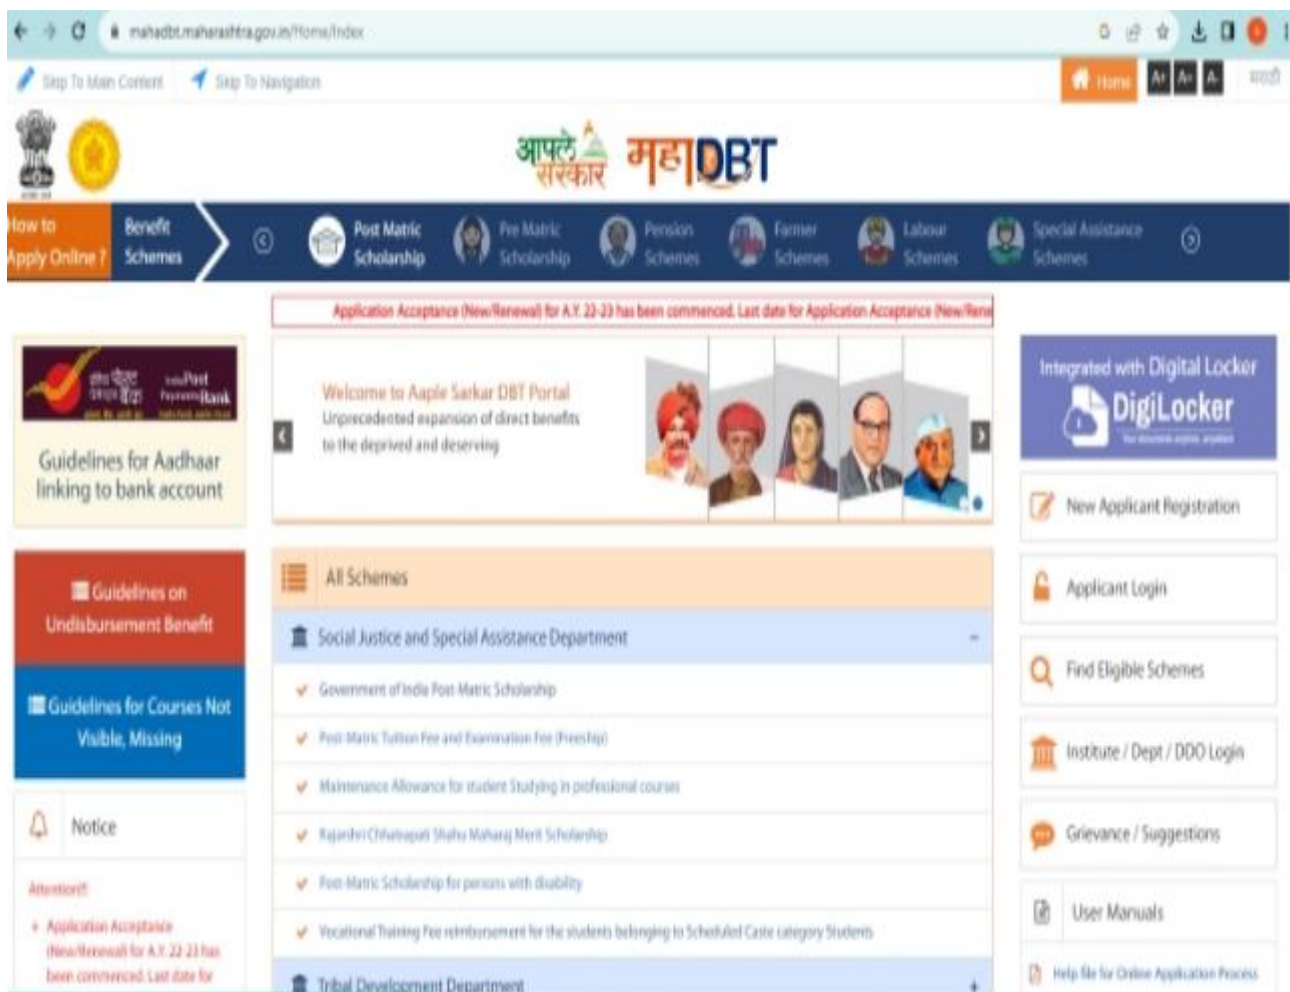 mahadbt.maharashtra.gov.in/Home/Index
Skip To Main Content
Skip To Navigation
Home
A+
A=
A-
मराठी
आपले
सरकार
महाDBT
How to
Apply Online ?
Benefit
Schemes
Post Matric
Scholarship
Pre Matric
Scholarship
Pension
Schemes
Farmer
Schemes
Labour
Schemes
Special Assistance
Schemes
Application Acceptance (New/Renewal) for A.Y. 22-23 has been commenced. Last date for Application Acceptance (New/Rene
IndiaPost
PaymentsBank
Guidelines for Aadhaar
linking to bank account
Welcome to Aaple Sarkar DBT Portal
Unprecedented expansion of direct benefits
to the deprived and deserving
Integrated with Digital Locker
DigiLocker
New Applicant Registration
Applicant Login
Find Eligible Schemes
Institute / Dept / DDO Login
Grievance / Suggestions
User Manuals
Help file for Online Application Process
Guidelines on
Undisbursement Benefit
Guidelines for Courses Not
Visible, Missing
Notice
Attention!!
Application Acceptance
(New/Renewal) for A.Y. 22-23 has
been commenced. Last date for
All Schemes
Social Justice and Special Assistance Department
Government of India Post-Matric Scholarship
Post-Matric Tuition Fee and Examination Fee (Freeship)
Maintenance Allowance for student Studying in professional courses
Rajarshri Chhatrapati Shahu Maharaj Merit Scholarship
Post-Matric Scholarship for persons with disability
Vocational Training Fee reimbursement for the students belonging to Scheduled Caste category Students
Tribal Development Department